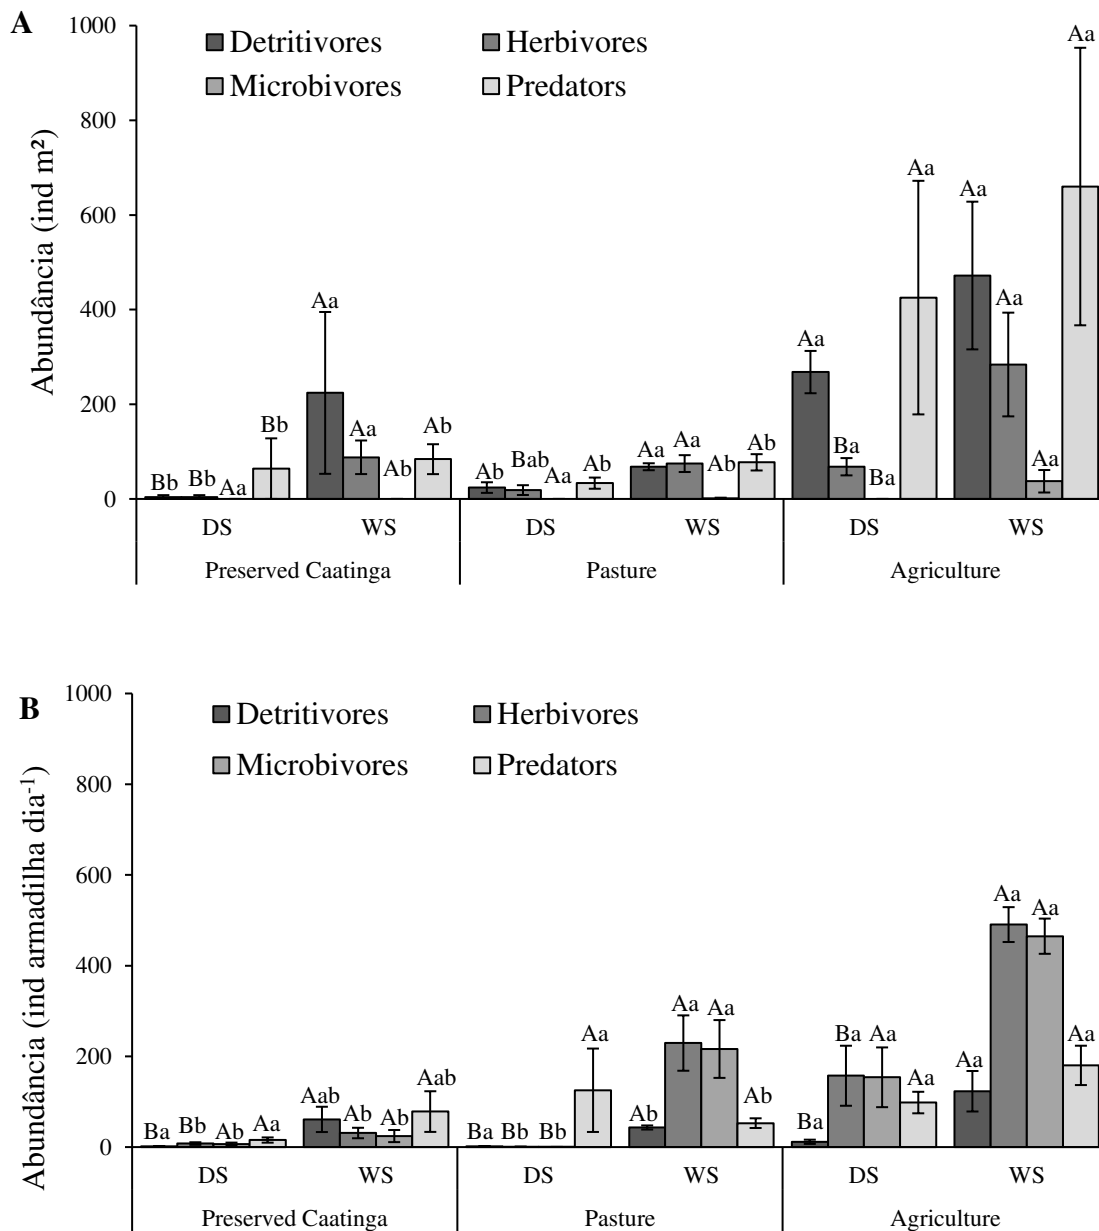 A
1000
Detritivores Herbivores
Aa
Microbivores Predators
800
Abundância (ind m²)
Aa Aa
600
Aa
400
Aa
Aa
200
Bb Aa Ab
Bb Bb Aa Ab Ab Bab Aa Ab Aa Aa Ab Ab Ba Ba Aa
0
DS WS DS WS DS WS
Preserved Caatinga Pasture Agriculture
B
1000
Detritivores Herbivores
Microbivores Predators
800
Abundância (ind armadilha dia⁻¹)
600
Aa Aa
400
Aa Aa
Aa Ba Aa Aa
200
Aab Aab Ab Ab Ab Aa Aa
Ba Bb Ab Aa Ba Bb Bb Ab Ba
0
DS WS DS WS DS WS
Preserved Caatinga Pasture Agriculture